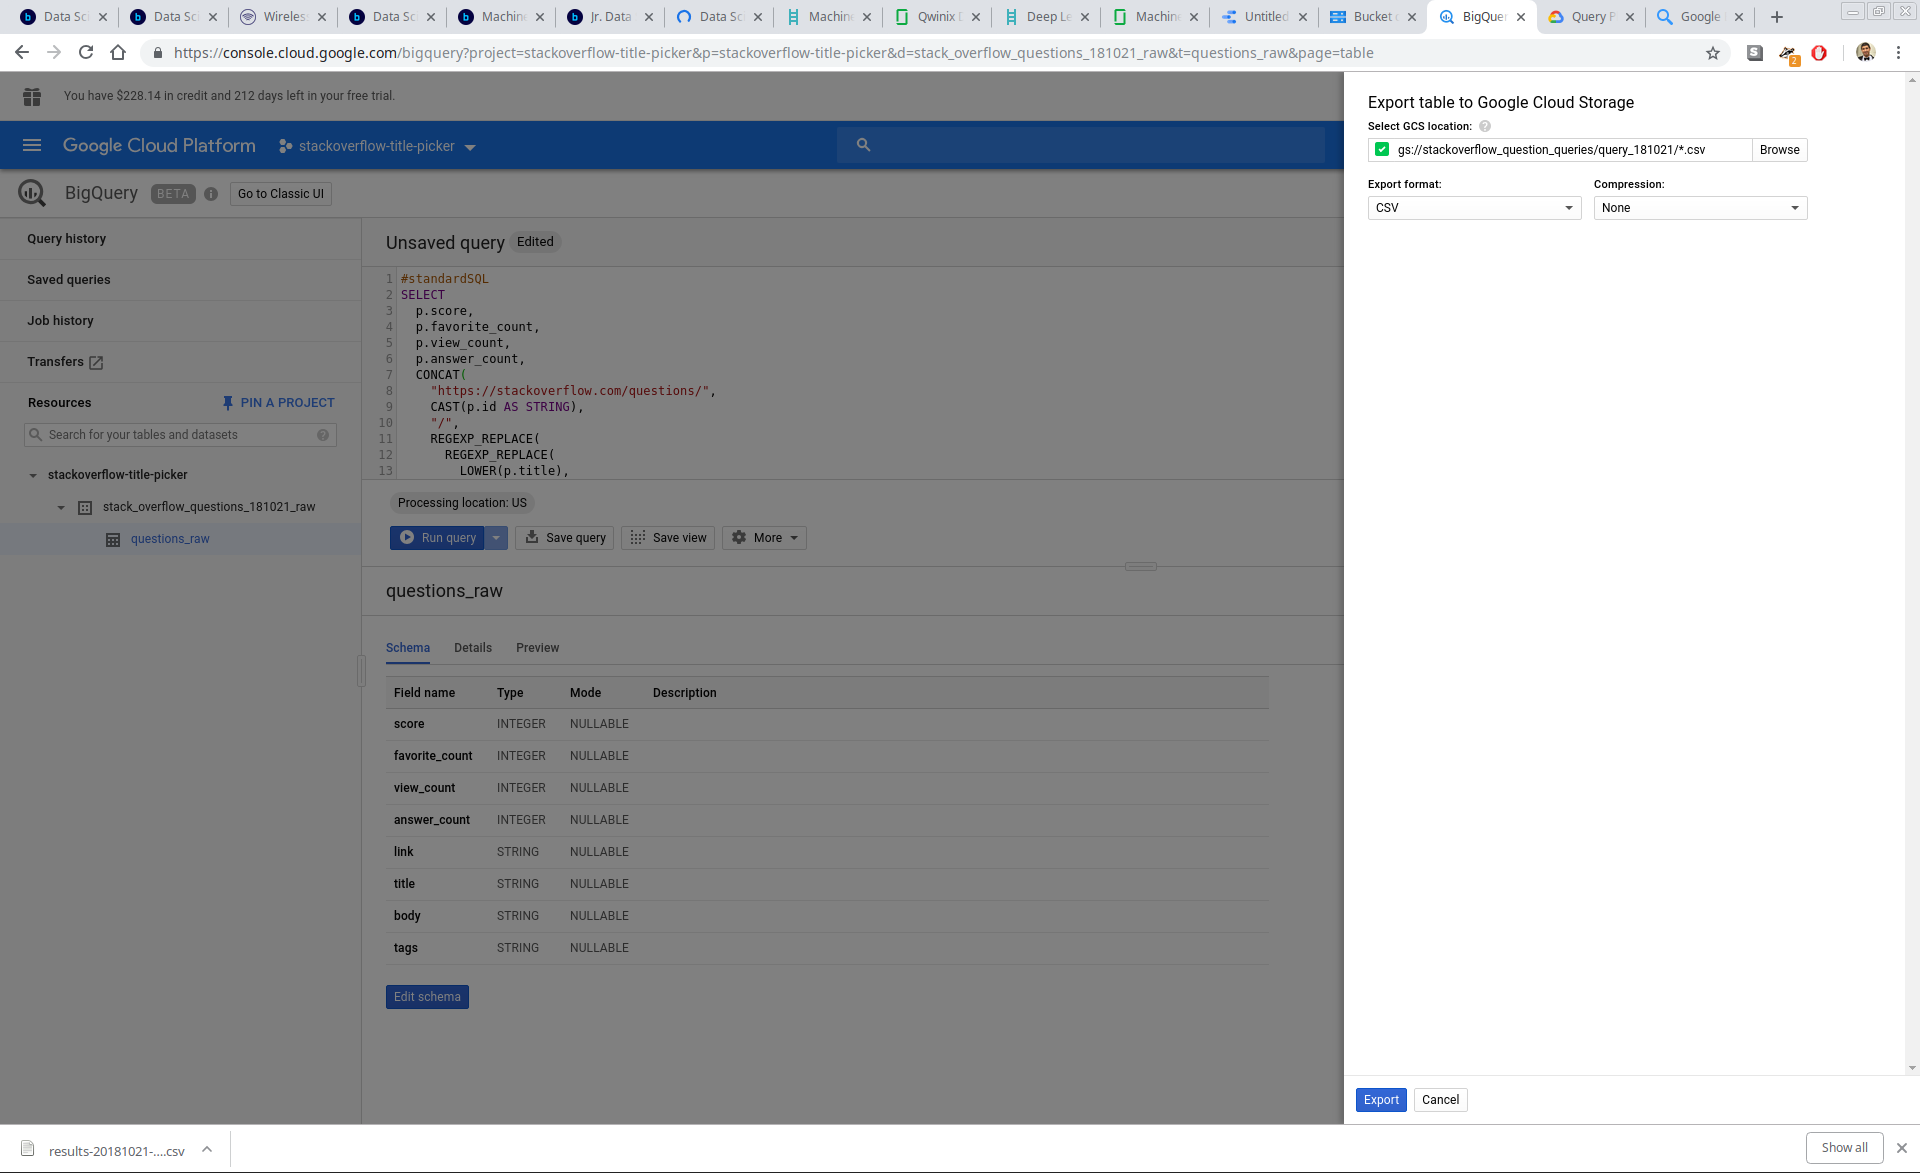 Data Sci
Data Sci
Wireles
Data Sci
Machine
Jr. Data
Data Sc
Machine
Qwinix
Deep Le
Machine
Untitled
Bucket
BigQuer
Query P
Google
https://console.cloud.google.com/bigquery?project=stackoverflow-title-picker&p=stackoverflow-title-picker&d=stack_overflow_questions_181021_raw&t=questions_raw&page=table
2
You have $228.14 in credit and 212 days left in your free trial.
Google Cloud Platform
stackoverflow-title-picker
BigQuery
BETA
Go to Classic UI
Query history
Saved queries
Job history
Transfers
Resources
PIN A PROJECT
Search for your tables and datasets
stackoverflow-title-picker
stack_overflow_questions_181021_raw
questions_raw
Unsaved query
Edited
1 #standardSQL
2 SELECT
3 p.score,
4 p.favorite_count,
5 p.view_count,
6 p.answer_count,
7 CONCAT(
8 "https://stackoverflow.com/questions/",
9 CAST(p.id AS STRING),
10 "/",
11 REGEXP_REPLACE(
12 REGEXP_REPLACE(
13 LOWER(p.title),
Processing location: US
Run query
Save query
Save view
More
questions_raw
Schema Details Preview
Field name Type Mode Description
score INTEGER NULLABLE
favorite_count INTEGER NULLABLE
view_count INTEGER NULLABLE
answer_count INTEGER NULLABLE
link STRING NULLABLE
title STRING NULLABLE
body STRING NULLABLE
tags STRING NULLABLE
Edit schema
Export table to Google Cloud Storage
Select GCS location: ?
gs://stackoverflow_question_queries/query_181021/*.csv
Browse
Export format: Compression:
CSV None
Export Cancel
results-20181021-....csv
Show all